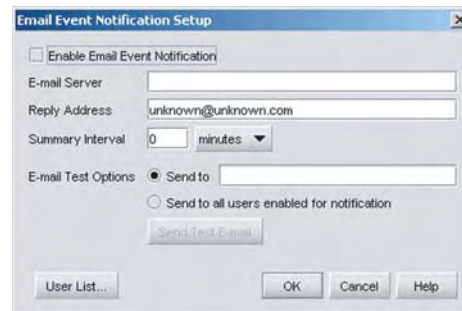 Email Event Notification Setup
Enable Email Event Notification
E-mail Server
Reply Address unknown@unknown.com
Summary Interval 0 minutes
E-mail Test Options Send to
Send to all users enabled for notification
Send Test E-mail
User List... OK Cancel Help